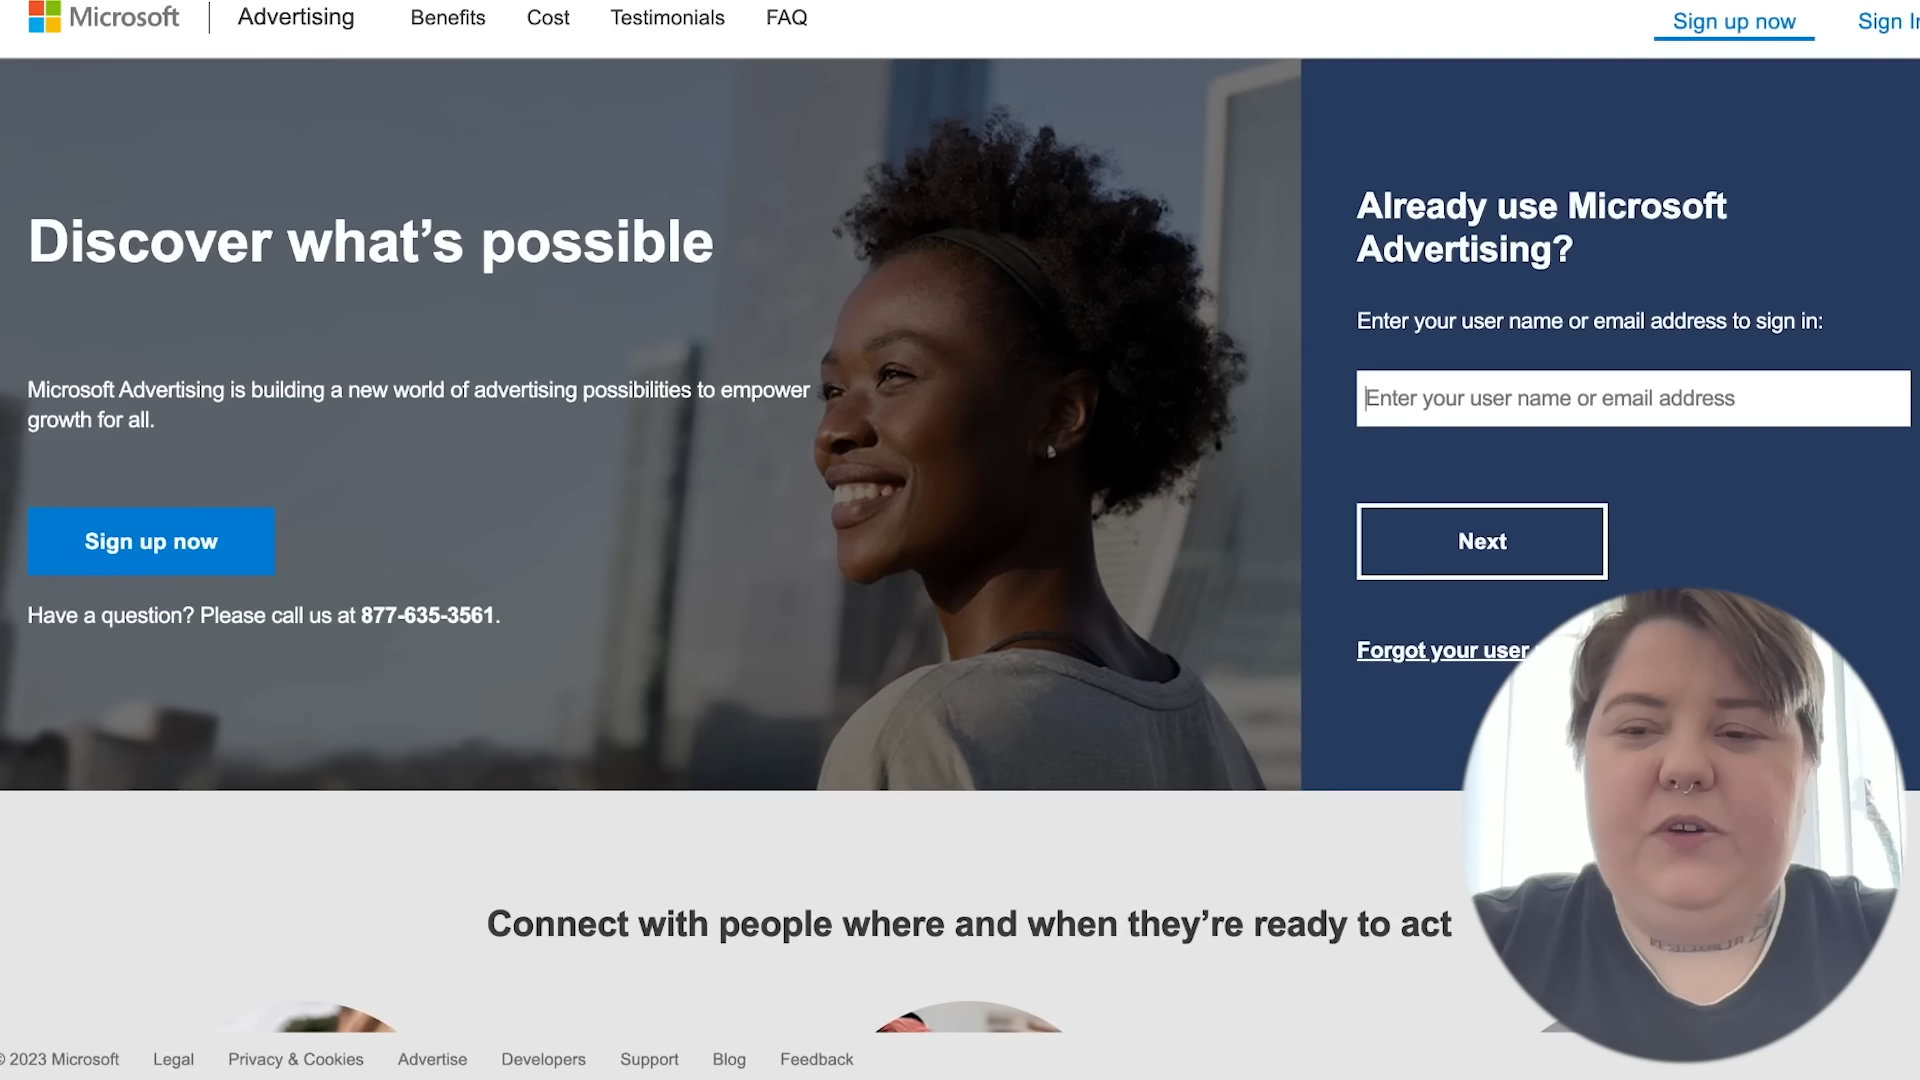 Microsoft
Advertising
Benefits
Cost
Testimonials
FAQ
Sign up now
Sign
Discover what’s possible
Microsoft Advertising is building a new world of advertising possibilities to empower
growth for all.
Sign up now
Have a question? Please call us at 877-635-3561.
Already use Microsoft
Advertising?
Enter your user name or email address to sign in:
Enter your user name or email address
Next
Forgot your user
Connect with people where and when they’re ready to act
© 2023 Microsoft
Legal
Privacy & Cookies
Advertise
Developers
Support
Blog
Feedback